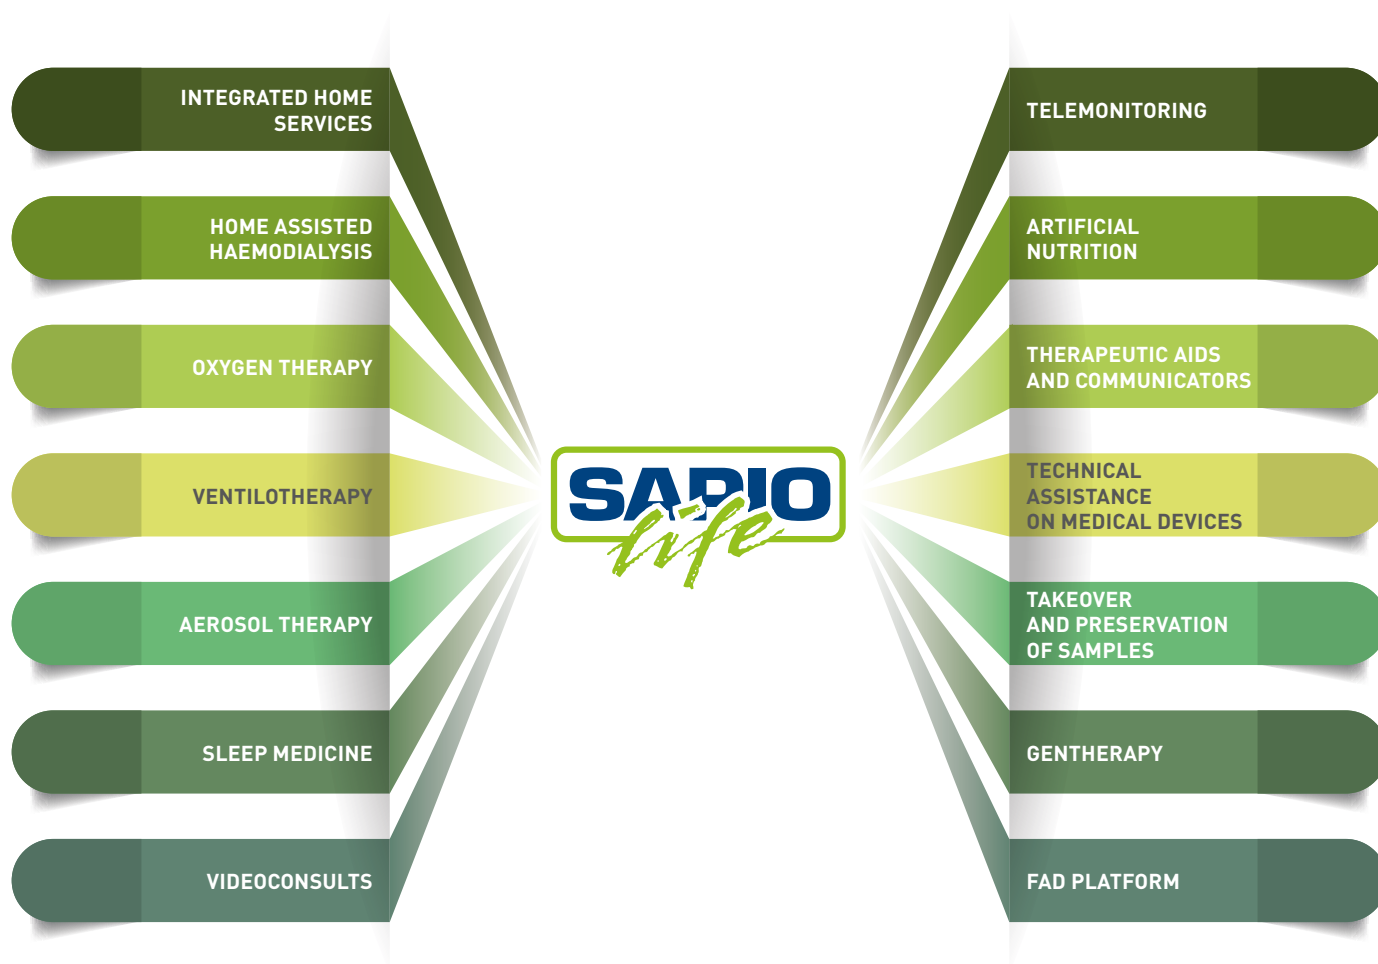 INTEGRATED HOME
SERVICES
HOME ASSISTED
HAEMODIALYSIS
OXYGEN THERAPY
VENTILOTHERAPY
AEROSOL THERAPY
SLEEP MEDICINE
VIDEOCONSULTS
SAPIO
life
TELEMONITORING
ARTIFICIAL
NUTRITION
THERAPEUTIC AIDS
AND COMMUNICATORS
TECHNICAL
ASSISTANCE
ON MEDICAL DEVICES
TAKEOVER
AND PRESERVATION
OF SAMPLES
GENTHERAPY
FAD PLATFORM